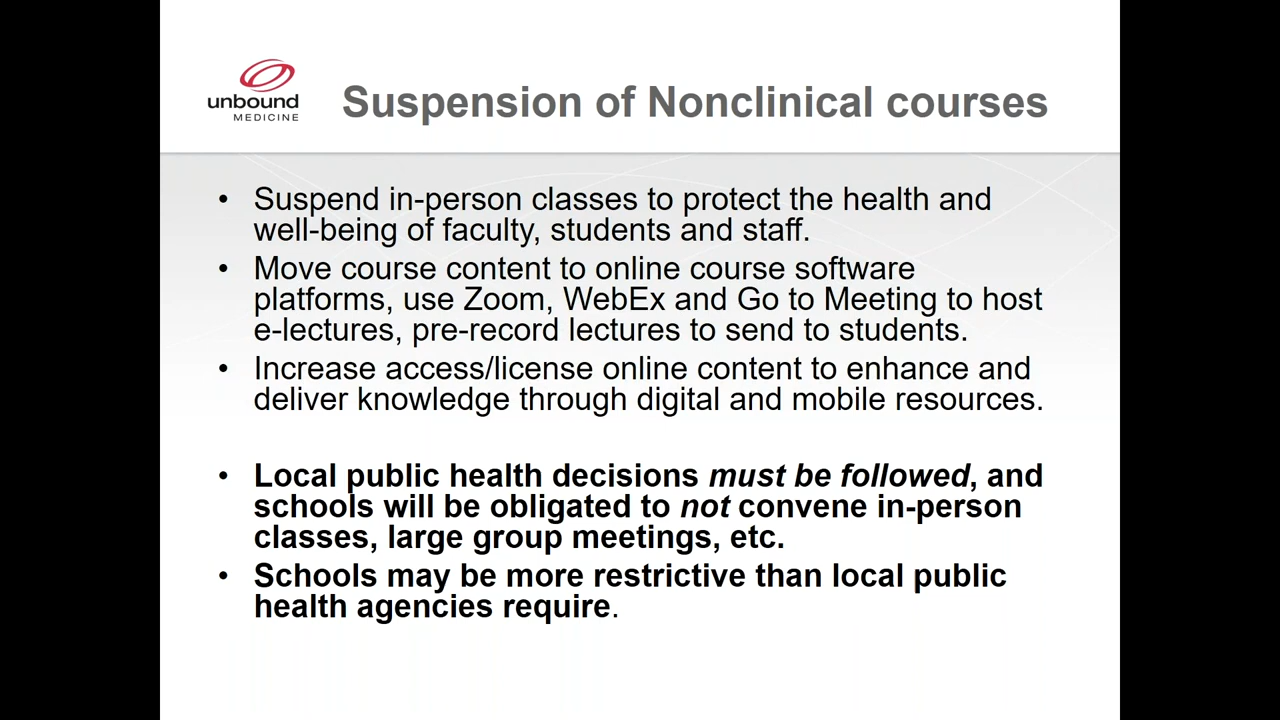 unbound
MEDICINE
Suspension of Nonclinical courses
• Suspend in-person classes to protect the health and
well-being of faculty, students and staff.
• Move course content to online course software
platforms, use Zoom, WebEx and Go to Meeting to host
e-lectures, pre-record lectures to send to students.
• Increase access/license online content to enhance and
deliver knowledge through digital and mobile resources.
• Local public health decisions must be followed, and
schools will be obligated to not convene in-person
classes, large group meetings, etc.
• Schools may be more restrictive than local public
health agencies require.